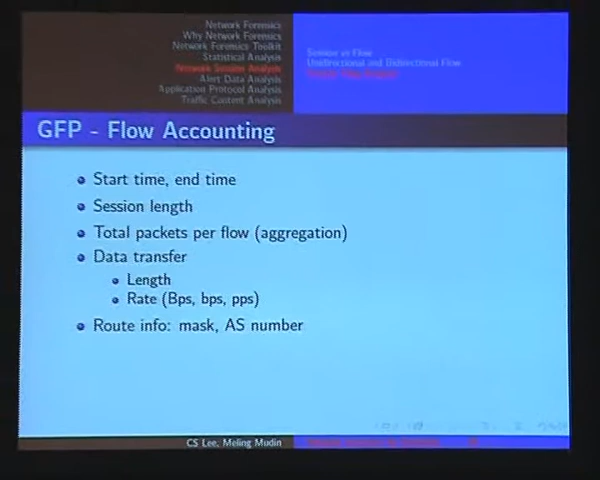 Network Forensics
Why Network Forensics
Network Forensics Toolkit
Statistical Analysis
Network Session Analysis
Alert Data Analysis
Application Protocol Analysis
Traffic Content Analysis
Session vs Flow
Unidirectional and Bidirectional Flow
GFP - Flow Accounting
Start time, end time
Session length
Total packets per flow (aggregation)
Data transfer
Length
Rate (Bps, bps, pps)
Route info: mask, AS number
CS Lee, Meling Mudin